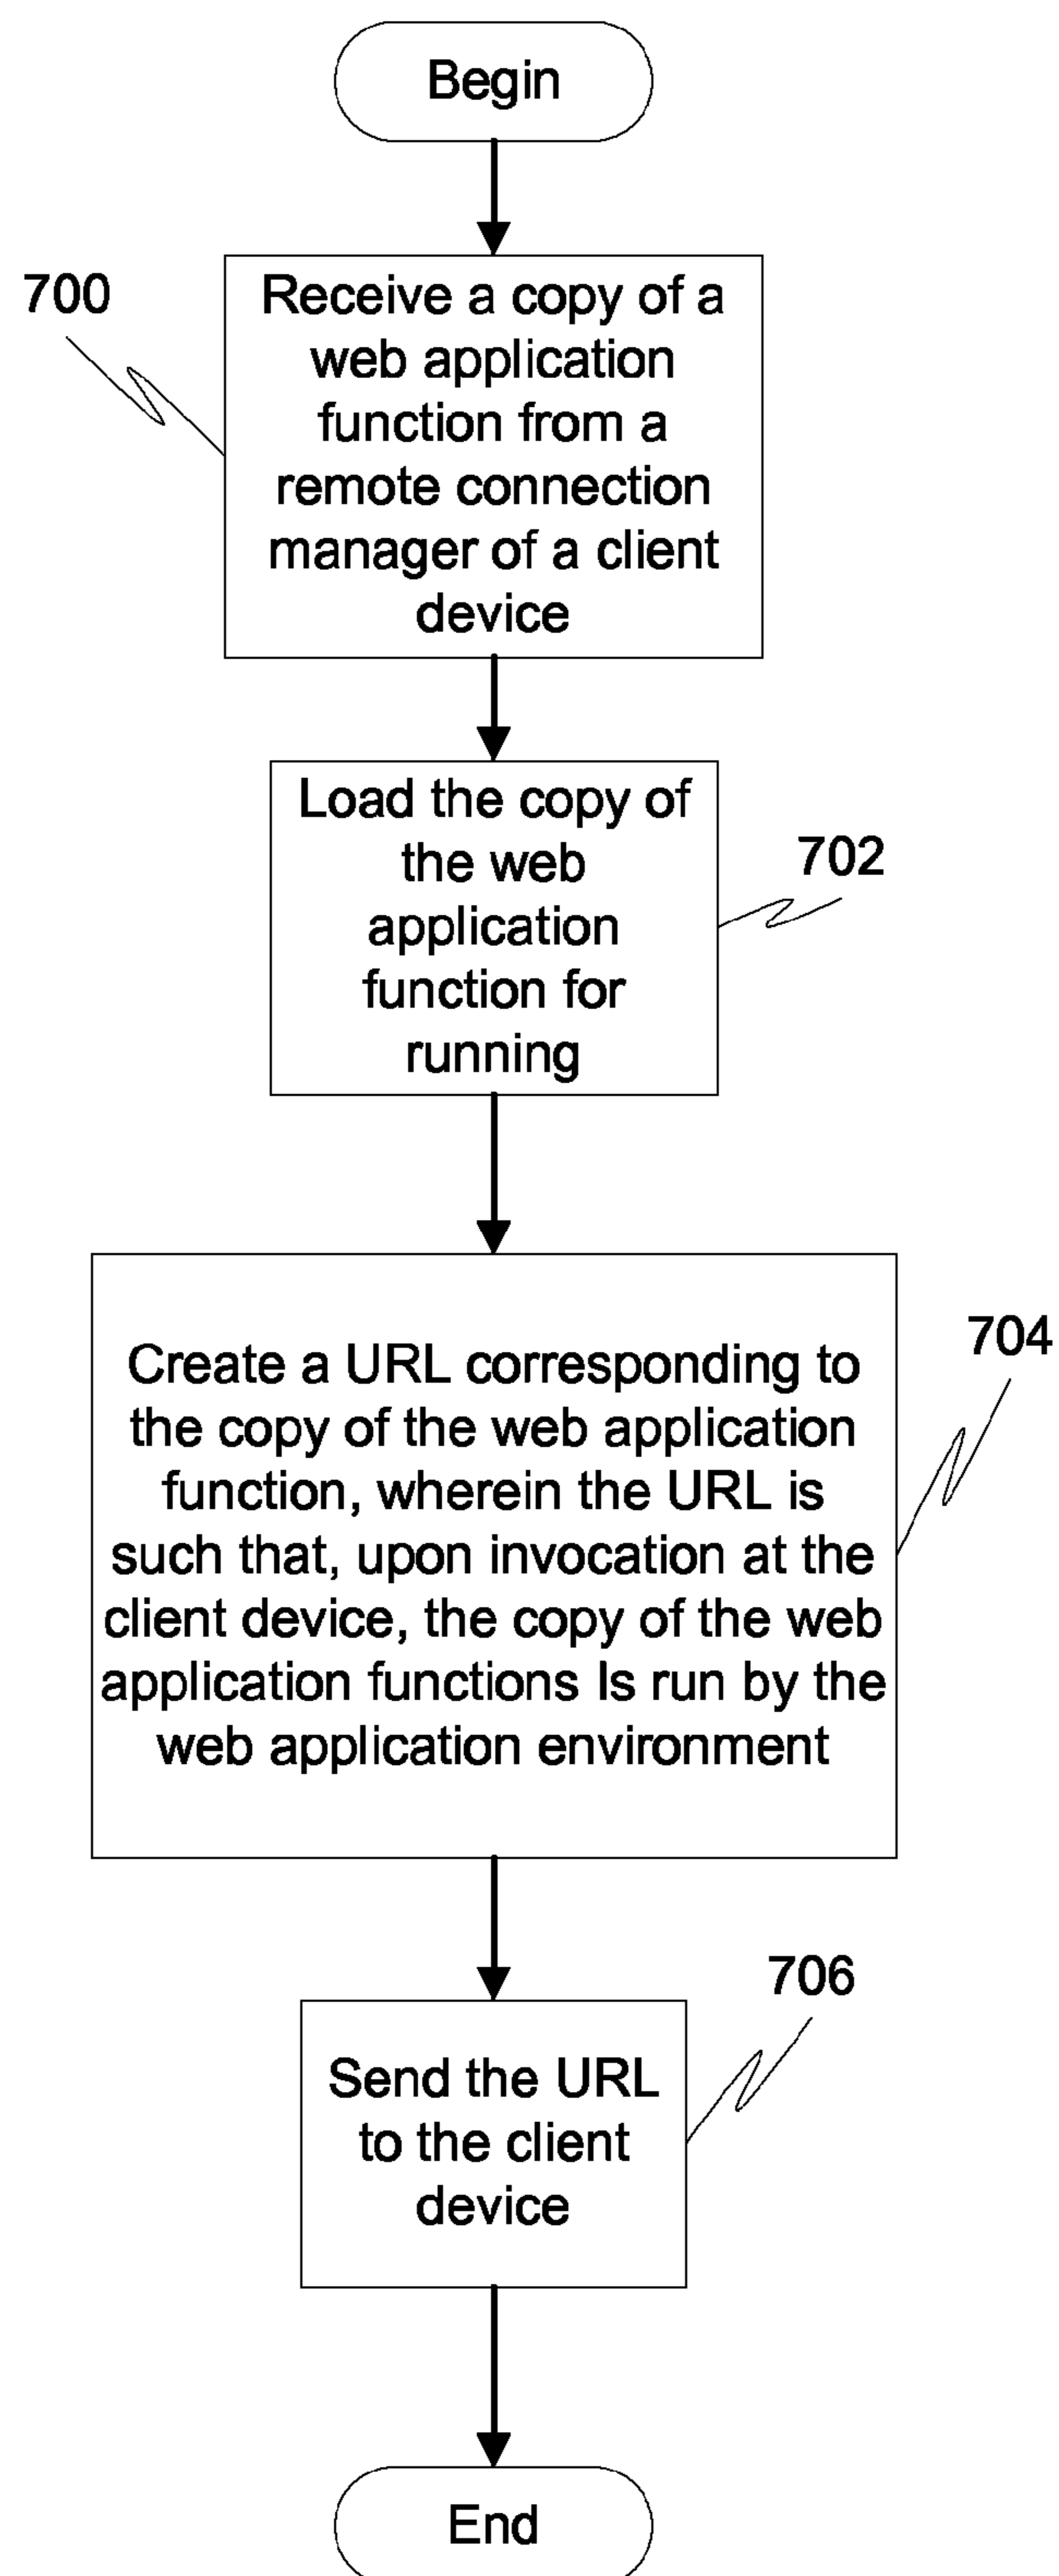 Begin
700
Receive a copy of a
web application
function from a
remote connection
manager of a client
device
Load the copy of
the web
application
function for
running
702
Create a URL corresponding to
the copy of the web application
function, wherein the URL is
such that, upon invocation at the
client device, the copy of the web
application functions Is run by the
web application environment
704
706
Send the URL
to the client
device
End